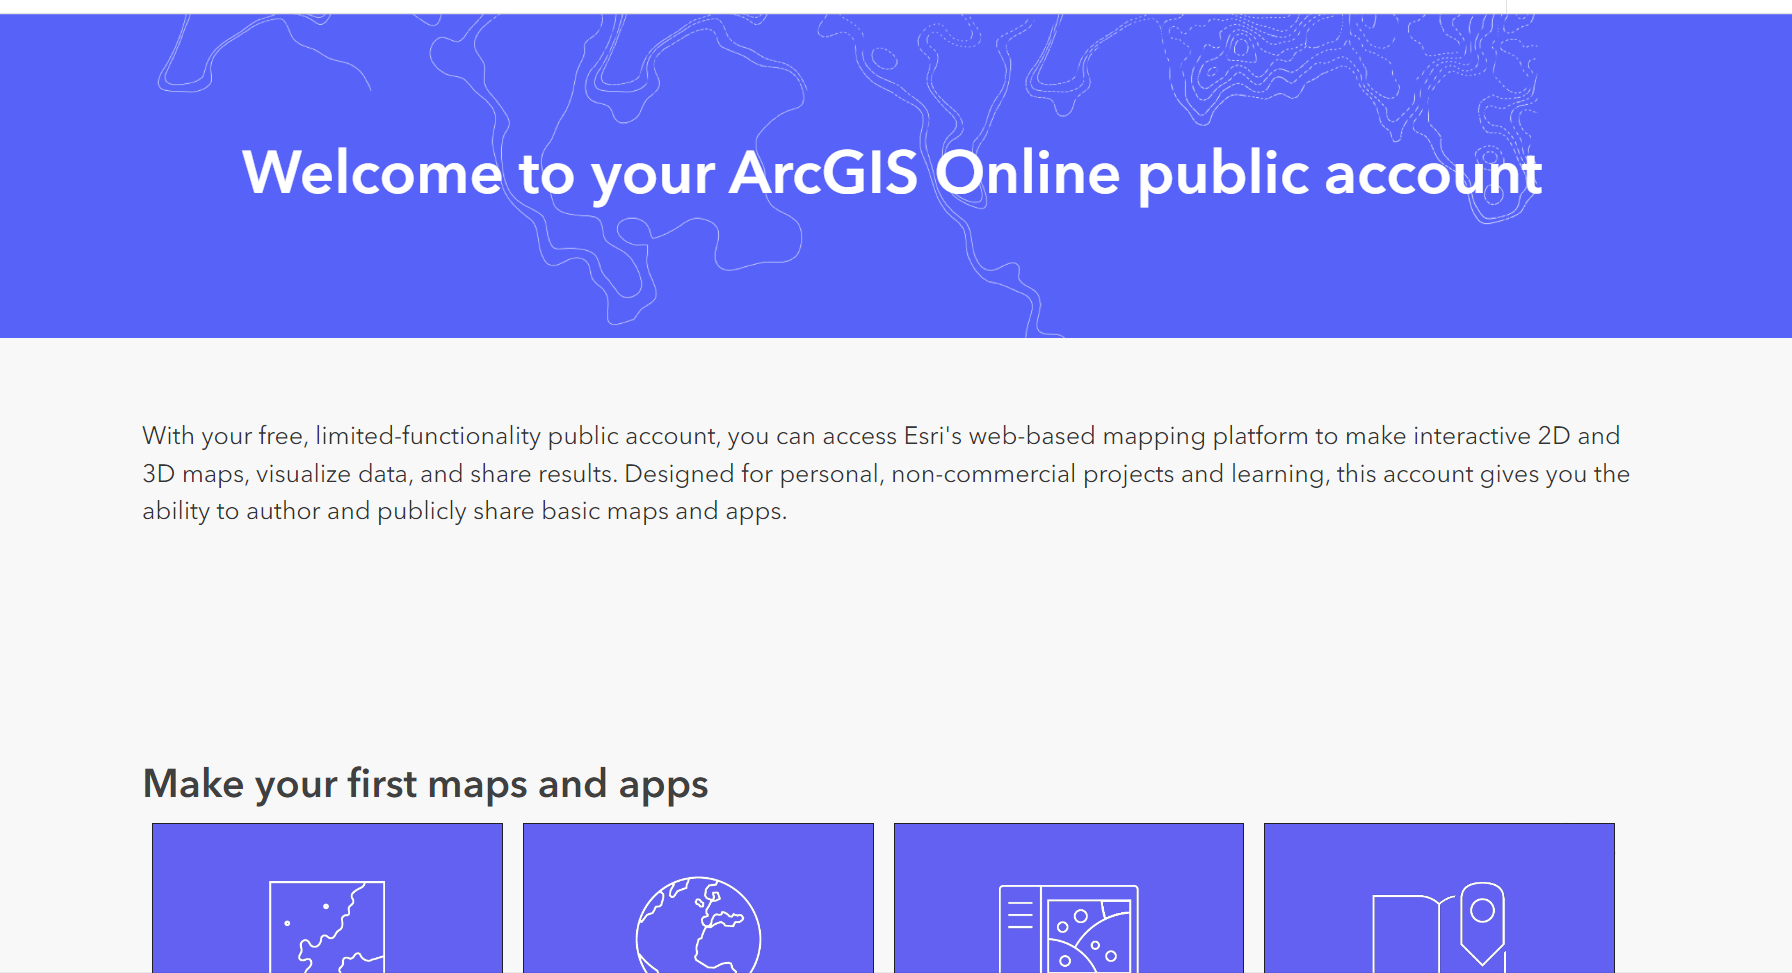 Welcome to your ArcGIS Online public account
With your free, limited-functionality public account, you can access Esri's web-based mapping platform to make interactive 2D and
3D maps, visualize data, and share results. Designed for personal, non-commercial projects and learning, this account gives you the
ability to author and publicly share basic maps and apps.
Make your first maps and apps